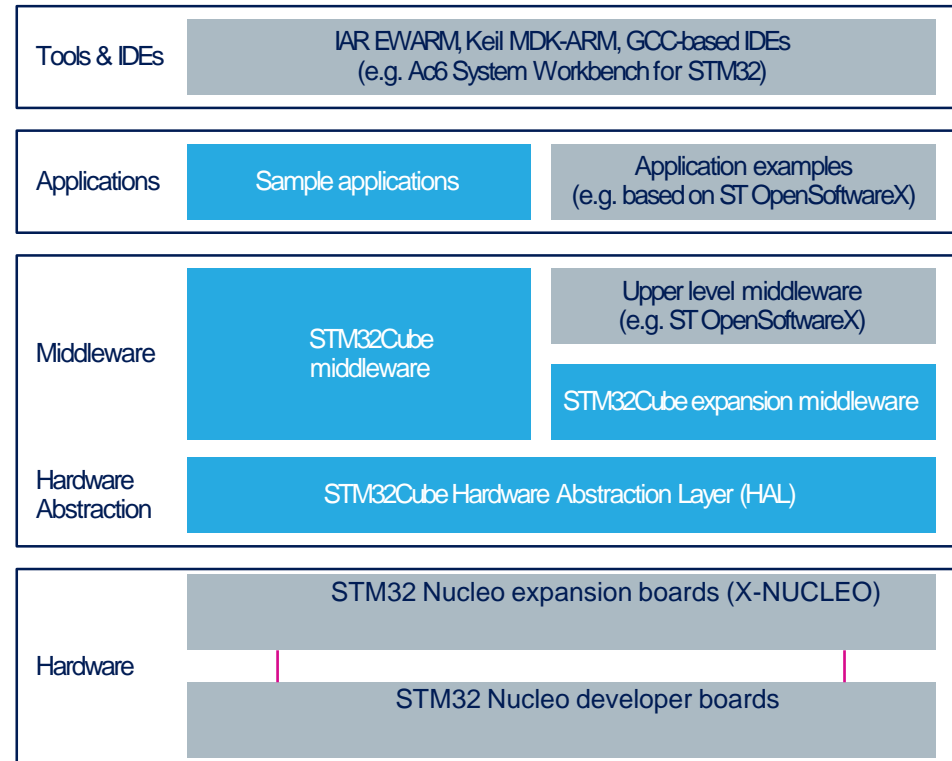 Tools & IDEs
IAR EWARM, Keil MDK-ARM, GCC-based IDEs
(e.g. Ac6 System Workbench for STM32)
Applications
Sample applications
Application examples
(e.g. based on ST OpenSoftwareX)
Middleware
STM32Cube
middleware
Upper level middleware
(e.g. ST OpenSoftwareX)
STM32Cube expansion middleware
Hardware
Abstraction
STM32Cube Hardware Abstraction Layer (HAL)
Hardware
STM32 Nucleo expansion boards (X-NUCLEO)
STM32 Nucleo developer boards